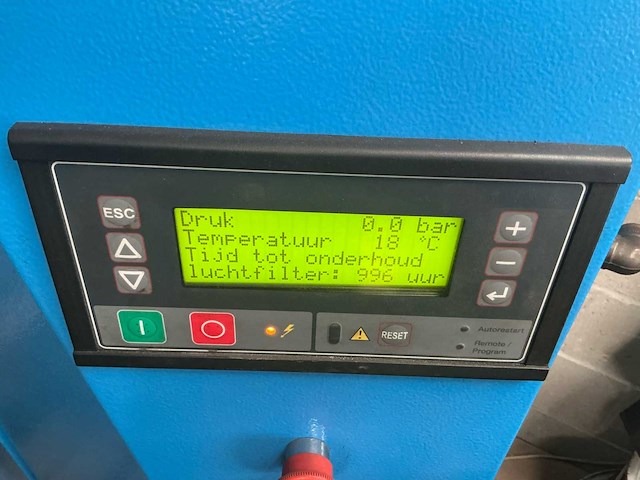 ESC
Druk 0.0 bar
Temperatuur 18 °C
Tijd tot onderhoud
luchtfilter: 996 uur
RESET
Autorestart
Remote /
Program